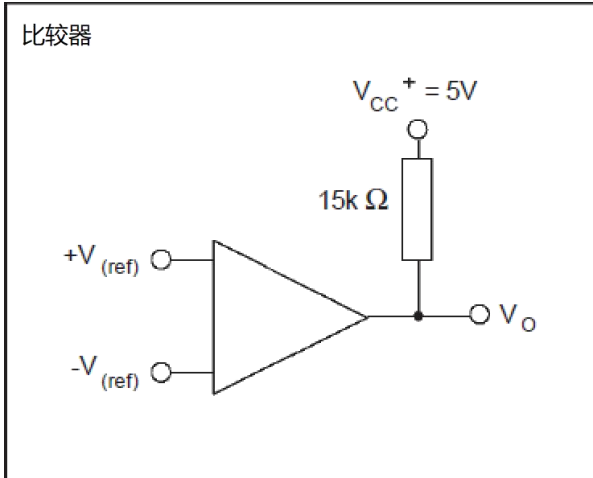 比较器
VCC+ = 5V
15k Ω
+V(ref)
-V(ref)
VO